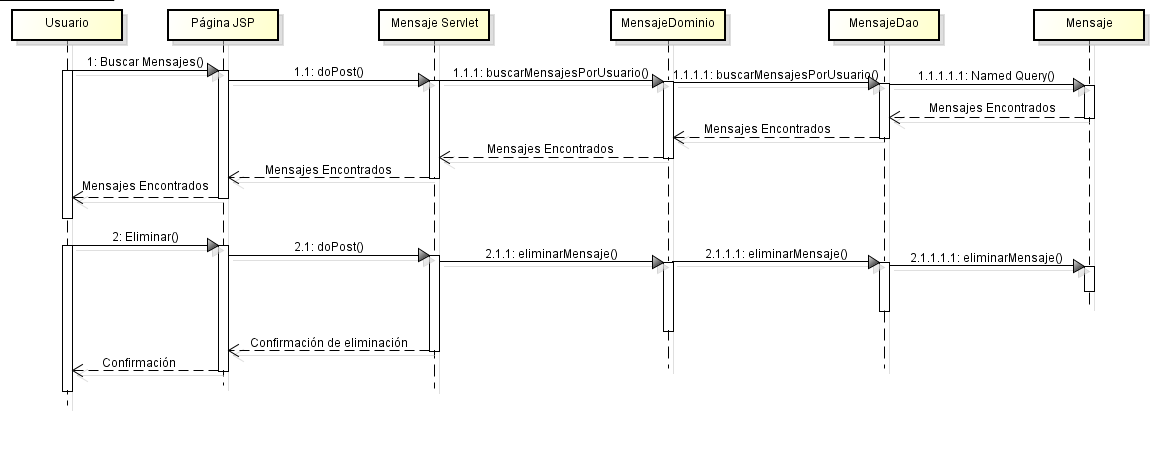 Usuario
Página JSP
Mensaje Servlet
MensajeDominio
MensajeDao
Mensaje
1: Buscar Mensajes()
1.1: doPost()
1.1.1: buscarMensajesPorUsuario()
1.1.1.1: buscarMensajesPorUsuario()
1.1.1.1.1: Named Query()
Mensajes Encontrados
Mensajes Encontrados
Mensajes Encontrados
Mensajes Encontrados
Mensajes Encontrados
2: Eliminar()
2.1: doPost()
2.1.1: eliminarMensaje()
2.1.1.1: eliminarMensaje()
2.1.1.1.1: eliminarMensaje()
Confirmación de eliminación
Confirmación